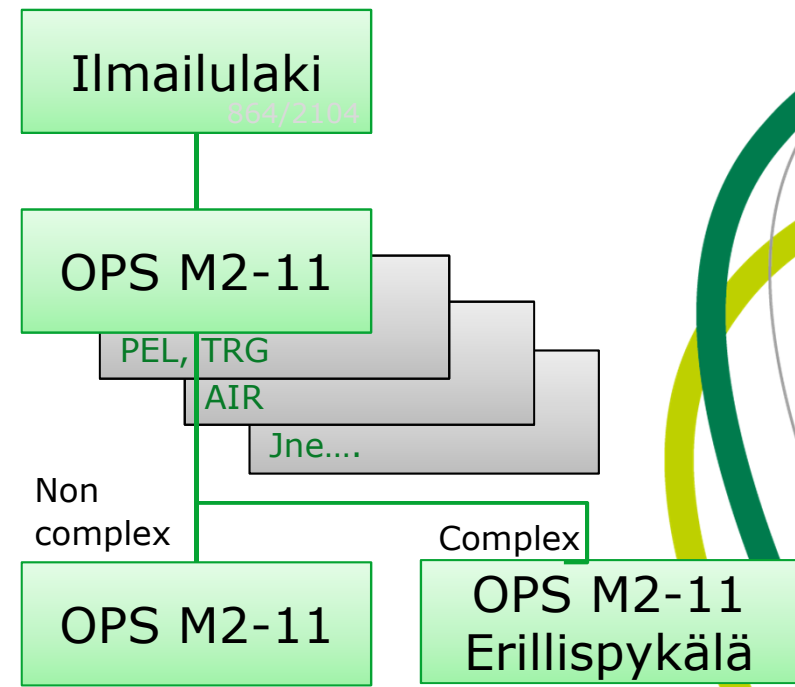 Ilmailulaki
864/2104
OPS M2-11
PEL, TRG
AIR
Jne….
Non
complex
Complex
OPS M2-11
OPS M2-11
Erillispykälä